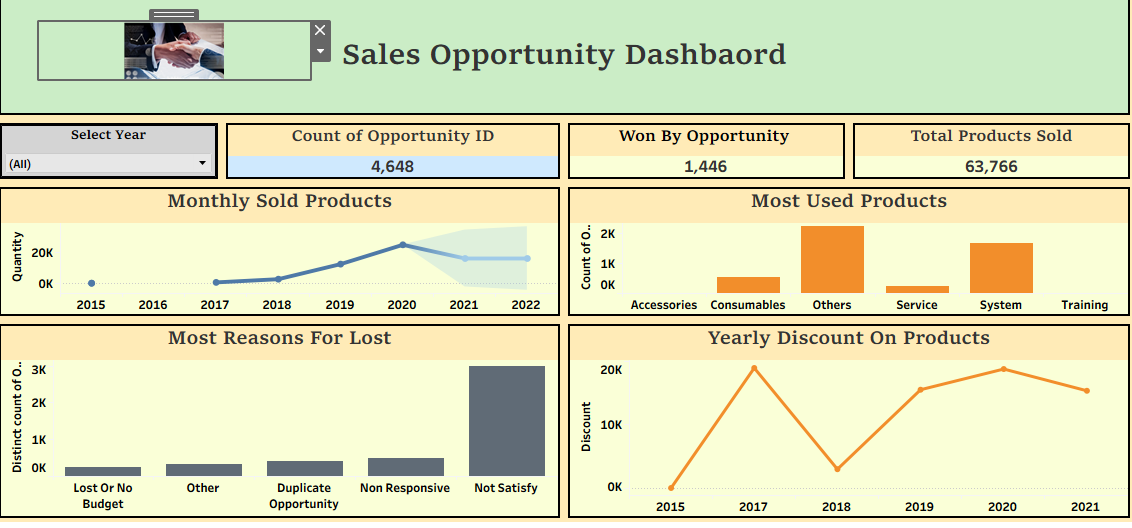 Sales Opportunity Dashbaord
Select Year
(All)
Count of Opportunity ID
4,648
Won By Opportunity
1,446
Total Products Sold
63,766
Monthly Sold Products
Quantity
20K
0K
2015 2016 2017 2018 2019 2020 2021 2022
Most Used Products
Count of O..
2K
1K
0K
Accessories Consumables Others Service System Training
Most Reasons For Lost
Distinct count of O..
3K
2K
1K
0K
Lost Or No Other Duplicate Non Responsive Not Satisfy
Budget Opportunity
Yearly Discount On Products
Discount
20K
10K
0K
2015 2017 2018 2019 2020 2021